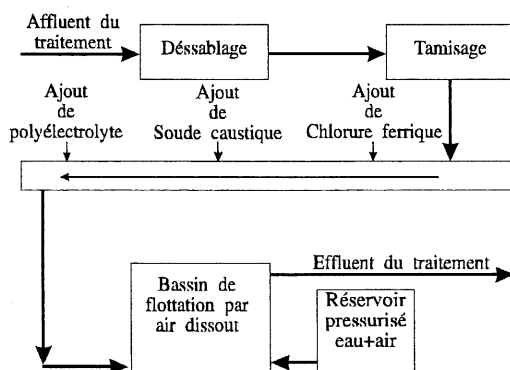 Affluent du
traitement
Déssablage
Tamisage
Ajout
de
polyélectrolyte
Ajout
de
Soude caustique
Ajout
de
Chlorure ferrique
Bassin de
flottation par
air dissout
Effluent du traitement
Réservoir
pressurisé
eau+air